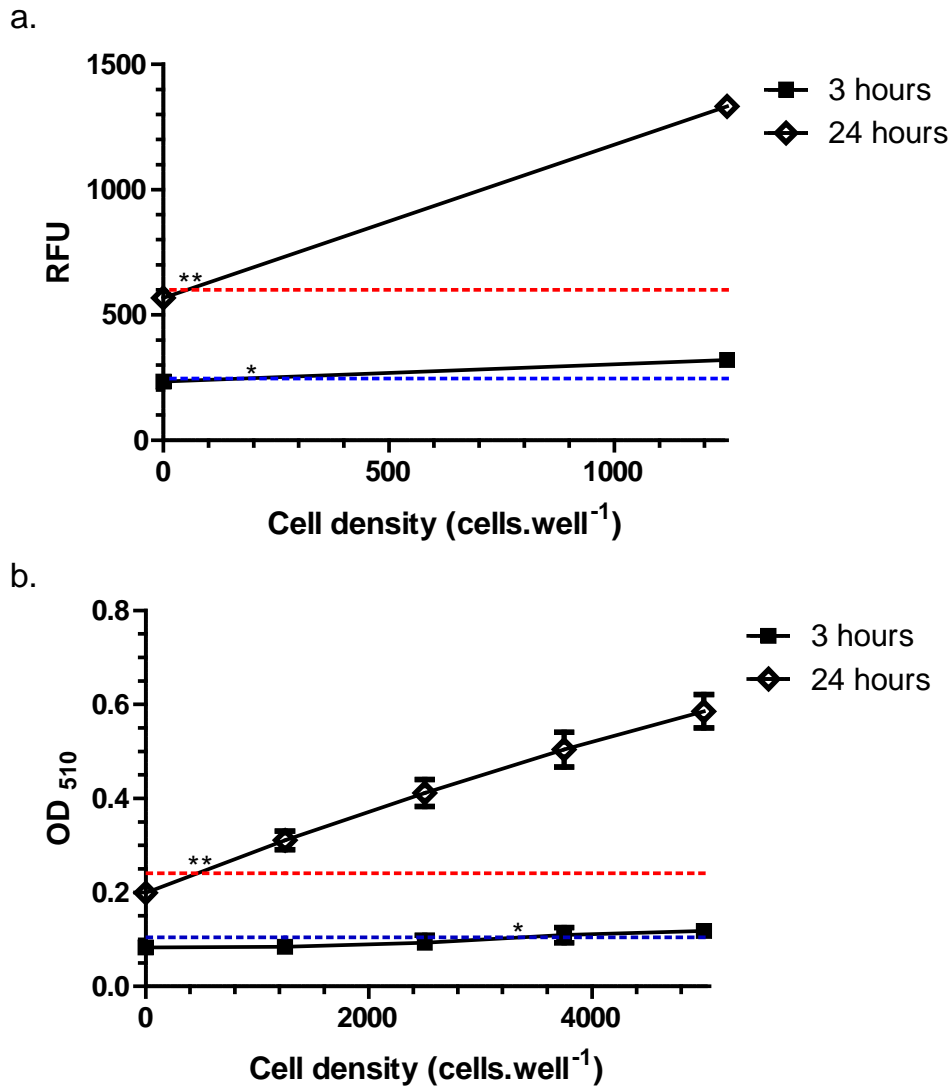 a.
1500
1000
500
0
RFU
**
*
0 500 1000
Cell density (cells.well⁻¹)
3 hours
24 hours
b.
0.8
0.6
0.4
0.2
0.0
OD 510
**
*
0 2000 4000
Cell density (cells.well⁻¹)
3 hours
24 hours